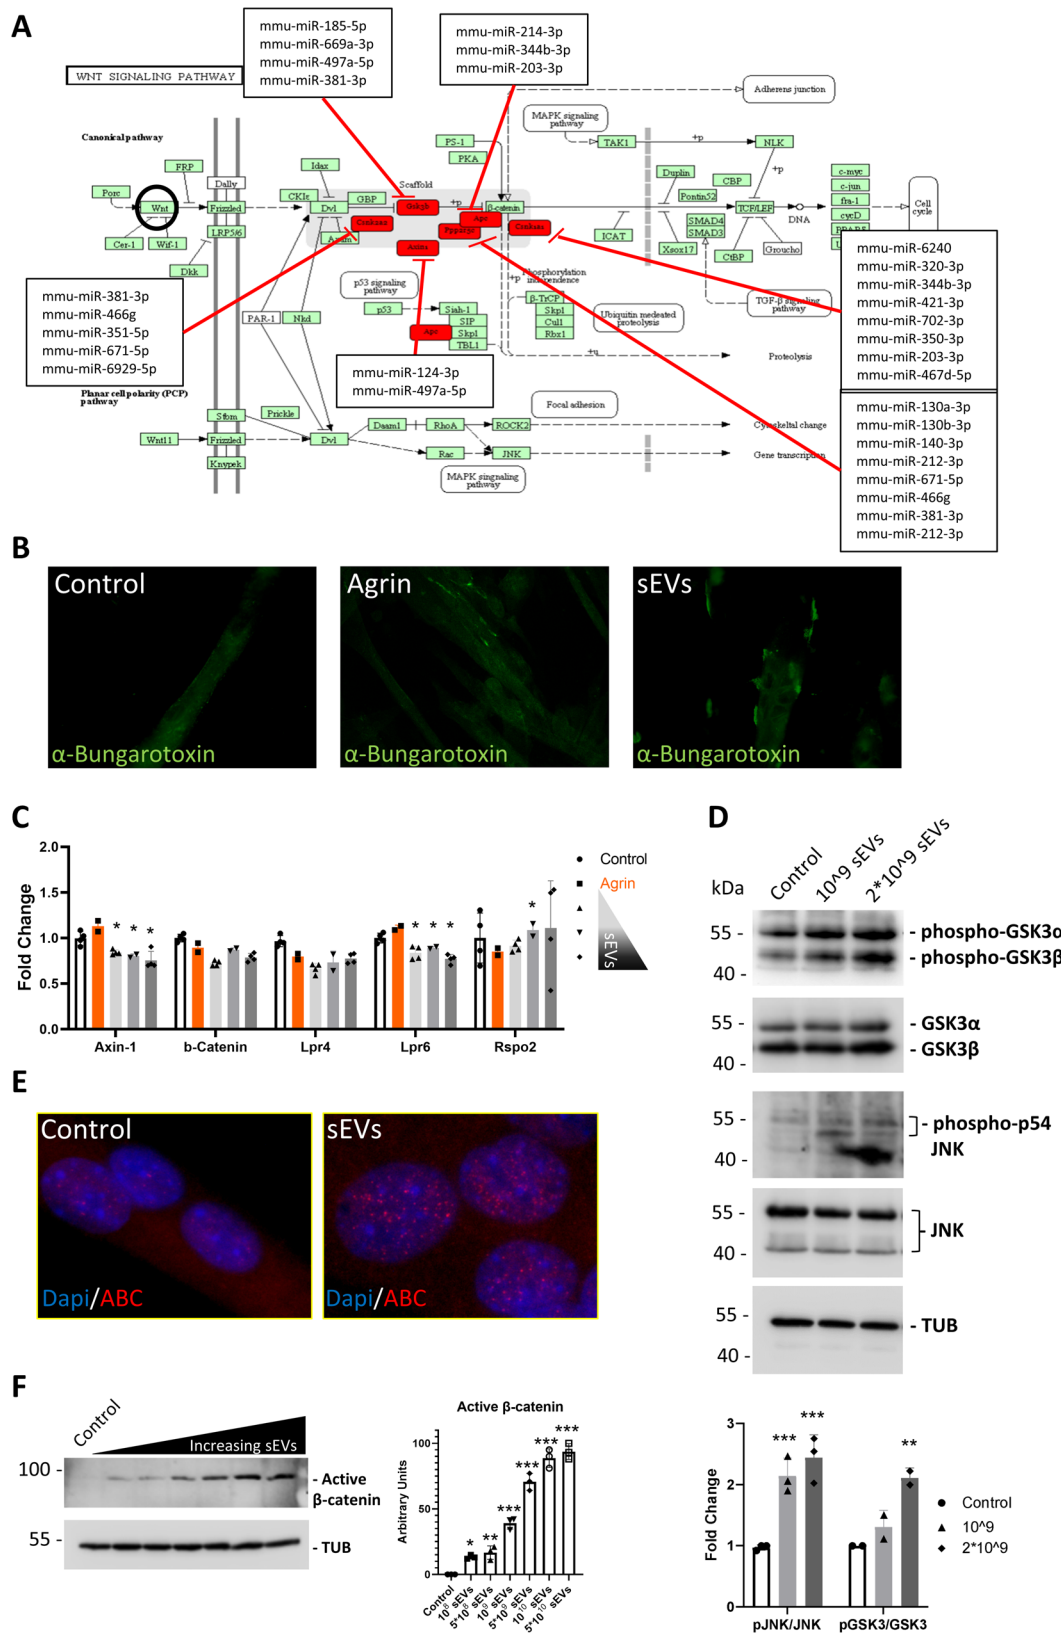 A
mmu-miR-185-5p
mmu-miR-669a-3p
mmu-miR-497a-5p
mmu-miR-381-3p
mmu-miR-214-3p
mmu-miR-344b-3p
mmu-miR-203-3p
WNT SIGNALING PATHWAY
Adherens junction
MAPK signaling
pathway
Canonical pathway
PS-1
PKA
TAK1
+p
NLK
FRP
Idax
Scaffold
Duplin
CBP
c-myc
c-jun
fra-1
cycD
Porc
Wnt
Dally
Frizzled
CKIε
GBP
Dvl
Gskgb
+p
β-catenin
Pontin52
TCF/LEF
DNA
Cell
cycle
Apc
SMAD4
SMAD3
Cer-1
Wif-1
LRP5/6
ICAT
Xsox17
CtBP
Groucho
Dkk
Phosphorylation
independence
+p
p53 signaling
pathway
TGF-β signaling
pathway
mmu-miR-6240
mmu-miR-320-3p
mmu-miR-344b-3p
mmu-miR-421-3p
mmu-miR-702-3p
mmu-miR-350-3p
mmu-miR-203-3p
mmu-miR-467d-5p
mmu-miR-381-3p
mmu-miR-466g
mmu-miR-351-5p
mmu-miR-671-5p
mmu-miR-6929-5p
PAR-1
Nkd
p53
Siah-1
SIP
Skp1
TBL1
Apc
β-TrCP
Skp1
Cul1
Rbx1
Ubiquitin mediated
proteolysis
+u
Proteolysis
mmu-miR-124-3p
mmu-miR-497a-5p
Planar cell polarity (PCP)
pathway
Focal adhesion
mmu-miR-130a-3p
mmu-miR-130b-3p
mmu-miR-140-3p
mmu-miR-212-3p
mmu-miR-671-5p
mmu-miR-466g
mmu-miR-381-3p
mmu-miR-212-3p
Stbm
Prickle
Daam1
RhoA
ROCK2
Cytoskeletal change
Wnt11
Frizzled
Dvl
Rac
JNK
Gene transcription
Knypek
MAPK singnaling
pathway
B
Control
α-Bungarotoxin
Agrin
α-Bungarotoxin
sEVs
α-Bungarotoxin
C
Fold Change
2.0
1.5
1.0
0.5
0.0
* * *
* * *
*
Axin-1
b-Catenin
Lpr4
Lpr6
Rspo2
Control
Agrin
sEVs
D
kDa
Control
10^9 sEVs
2*10^9 sEVs
55 -
40 -
- phospho-GSK3α
- phospho-GSK3β
55 -
40 -
- GSK3α
- GSK3β
55 -
40 -
- phospho-p54
JNK
55 -
40 -
JNK
55 -
40 -
- TUB
E
Control
Dapi/ABC
sEVs
Dapi/ABC
F
Control
Increasing sEVs
100 -
- Active
β-catenin
55 -
- TUB
Active β-catenin
Arbitrary Units
100
50
0
*
**
***
***
***
***
Control
10^8 sEVs
5*10^8 sEVs
10^9 sEVs
5*10^9 sEVs
10^10 sEVs
5*10^10 sEVs
Fold Change
3
2
1
0
***
***
**
pJNK/JNK
pGSK3/GSK3
Control
10^9
2*10^9